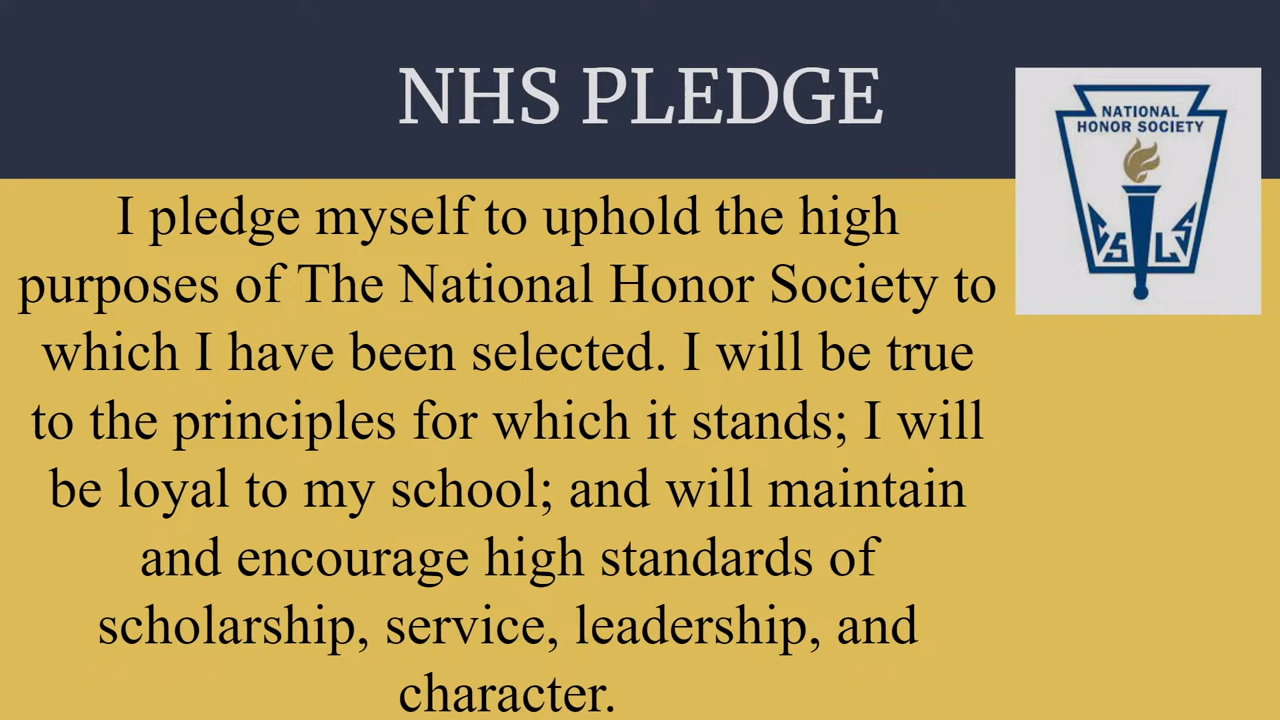 NHS PLEDGE
NATIONAL
HONOR SOCIETY
C S L S
I pledge myself to uphold the high
purposes of The National Honor Society to
which I have been selected. I will be true
to the principles for which it stands; I will
be loyal to my school; and will maintain
and encourage high standards of
scholarship, service, leadership, and
character.